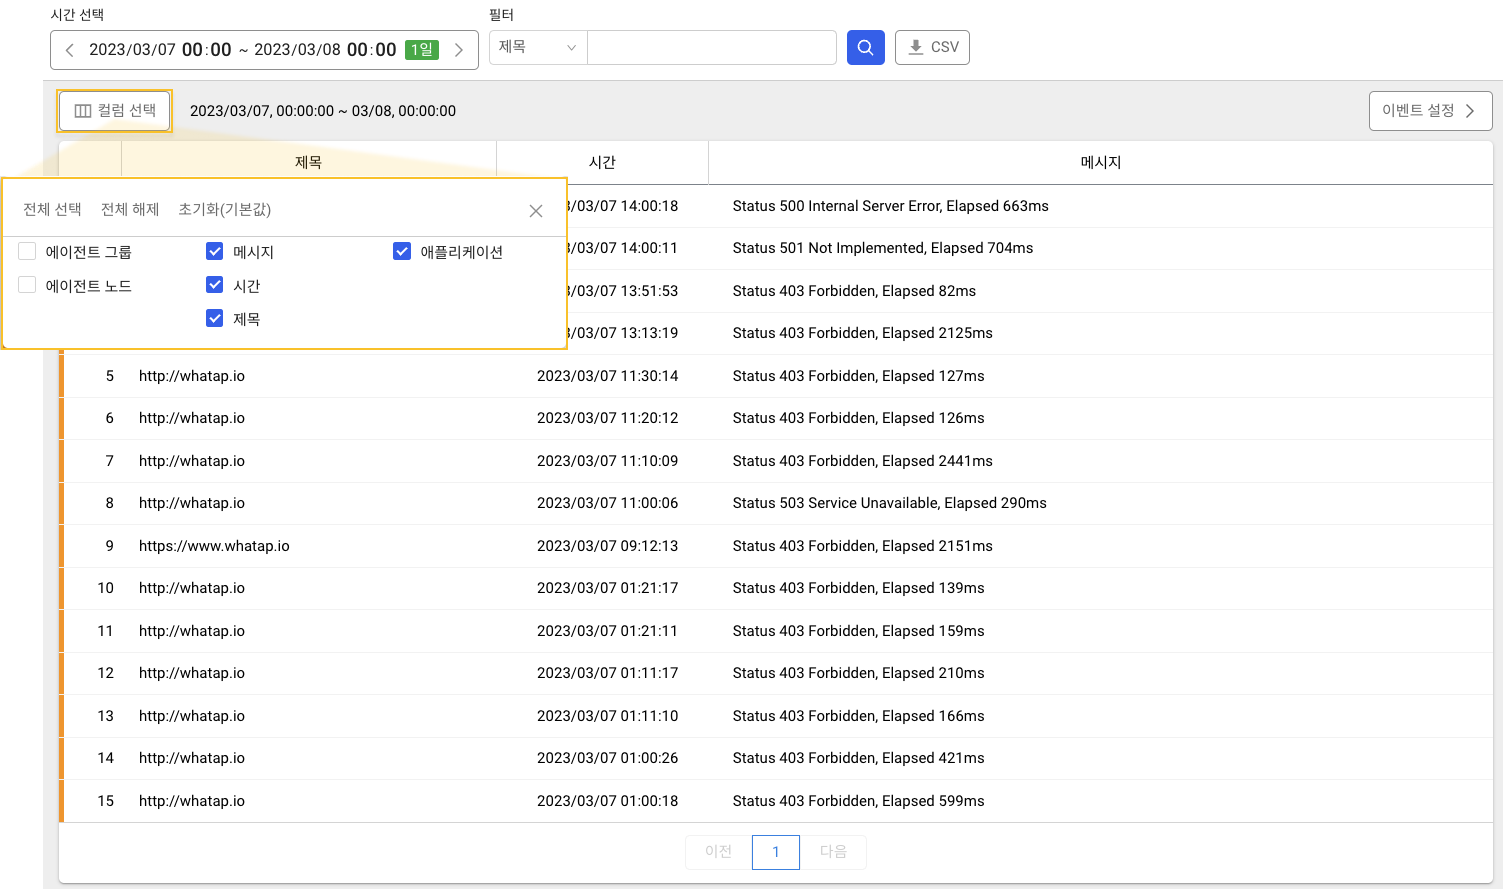 시간 선택 필터
2023/03/07 00:00 ~ 2023/03/08 00:00 1일 제목 CSV
컬럼 선택 2023/03/07, 00:00:00 ~ 03/08, 00:00:00 이벤트 설정
제목 시간 메시지
전체 선택 전체 해제 초기화(기본값)
에이전트 그룹 메시지 애플리케이션
에이전트 노드 시간
제목
3/07 14:00:18 Status 500 Internal Server Error, Elapsed 663ms
3/07 14:00:11 Status 501 Not Implemented, Elapsed 704ms
3/07 13:51:53 Status 403 Forbidden, Elapsed 82ms
3/07 13:13:19 Status 403 Forbidden, Elapsed 2125ms
5 http://whatap.io 2023/03/07 11:30:14 Status 403 Forbidden, Elapsed 127ms
6 http://whatap.io 2023/03/07 11:20:12 Status 403 Forbidden, Elapsed 126ms
7 http://whatap.io 2023/03/07 11:10:09 Status 403 Forbidden, Elapsed 2441ms
8 http://whatap.io 2023/03/07 11:00:06 Status 503 Service Unavailable, Elapsed 290ms
9 https://www.whatap.io 2023/03/07 09:12:13 Status 403 Forbidden, Elapsed 2151ms
10 http://whatap.io 2023/03/07 01:21:17 Status 403 Forbidden, Elapsed 139ms
11 http://whatap.io 2023/03/07 01:21:11 Status 403 Forbidden, Elapsed 159ms
12 http://whatap.io 2023/03/07 01:11:17 Status 403 Forbidden, Elapsed 210ms
13 http://whatap.io 2023/03/07 01:11:10 Status 403 Forbidden, Elapsed 166ms
14 http://whatap.io 2023/03/07 01:00:26 Status 403 Forbidden, Elapsed 421ms
15 http://whatap.io 2023/03/07 01:00:18 Status 403 Forbidden, Elapsed 599ms
이전 1 다음